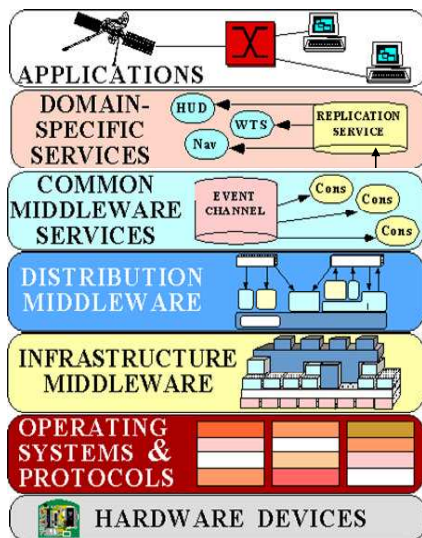 APPLICATIONS
DOMAIN-
SPECIFIC
SERVICES
HUD
WTS
Nav
REPLICATION
SERVICE
COMMON
MIDDLEWARE
SERVICES
EVENT
CHANNEL
Cons
Cons
Cons
DISTRIBUTION
MIDDLEWARE
INFRASTRUCTURE
MIDDLEWARE
OPERATING
SYSTEMS &
PROTOCOLS
HARDWARE DEVICES